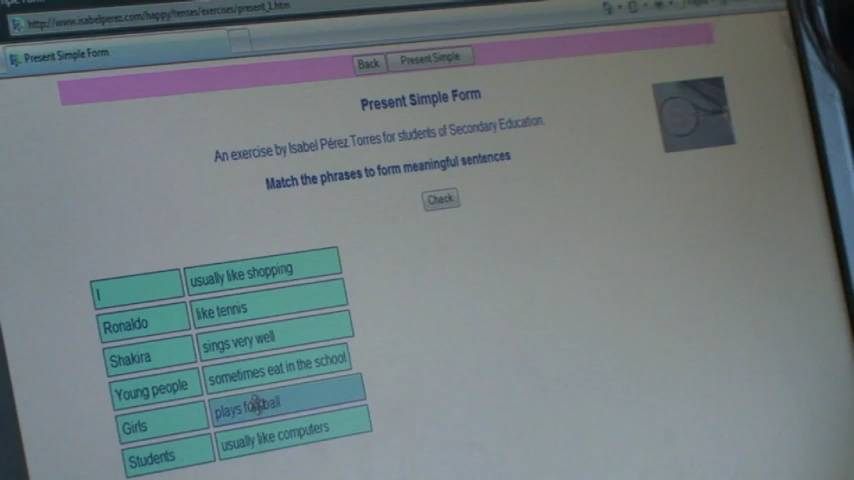 http://www.isabelperez.com/happy/tenses/exercises/present_1.htm
Present Simple Form
Back Present Simple
Present Simple Form
An exercise by Isabel Pérez Torres for students of Secondary Education.
Match the phrases to form meaningful sentences
Check
I usually like shopping
Ronaldo like tennis
Shakira sings very well
Young people sometimes eat in the school
Girls plays football
Students usually like computers